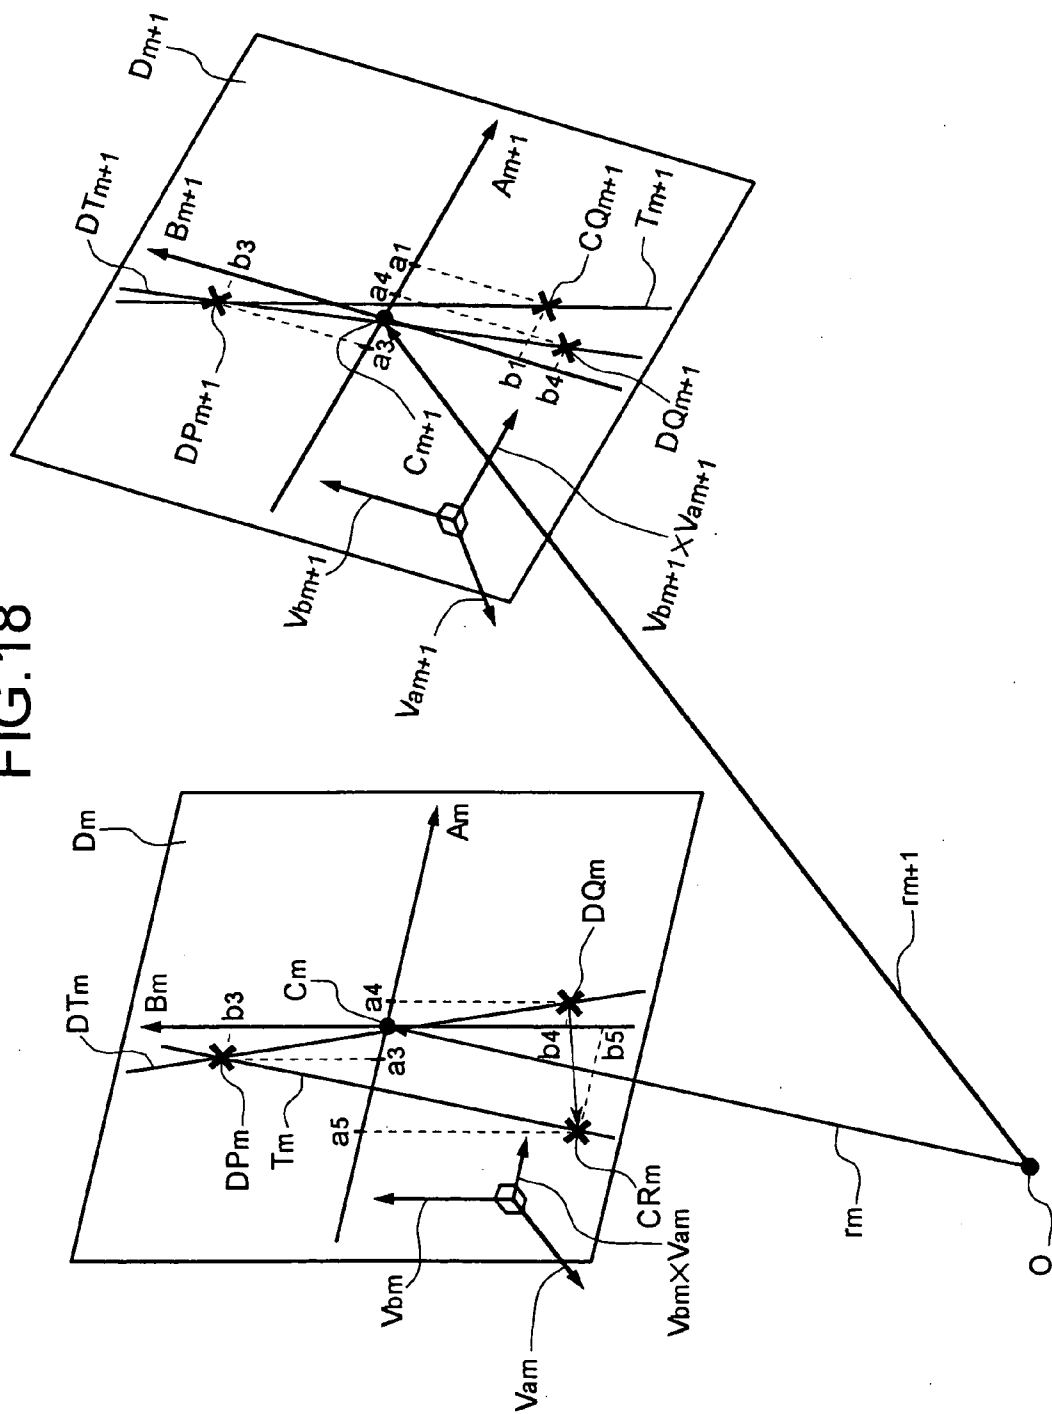 FIG.18
Dm+1
DTm+1
Bm+1
b3
Am+1
a1
a4
a3
CQm+1
Tm+1
DPm+1
Cm+1
b1
b4
DQm+1
Vbm+1
Vam+1
Vbm+1×Vam+1
Dm
DTm
Bm
b3
Cm
a4
Am
DQm
a3
b4
b5
a5
DPm
Tm
CRm
Vbm
Vbm×Vam
Vam
rm+1
rm
O